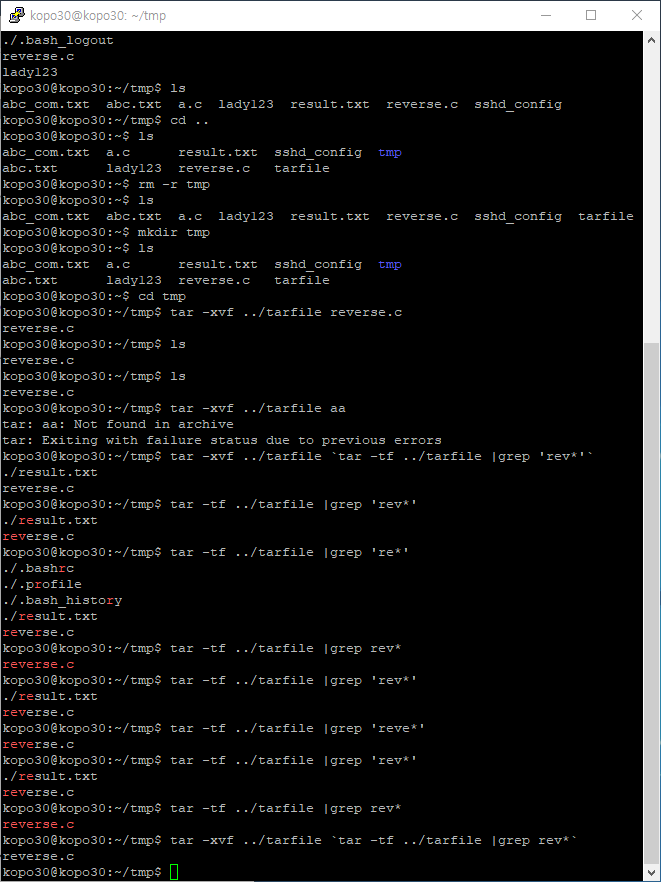 kopo30@kopo30: ~/tmp
./.bash_logout
reverse.c
lady123
kopo30@kopo30:~/tmp$ ls
abc_com.txt  abc.txt  a.c  lady123  result.txt  reverse.c  sshd_config
kopo30@kopo30:~/tmp$ cd ..
kopo30@kopo30:~$ ls
abc_com.txt  a.c      result.txt  sshd_config  tmp
abc.txt      lady123  reverse.c   tarfile
kopo30@kopo30:~$ rm -r tmp
kopo30@kopo30:~$ ls
abc_com.txt  abc.txt  a.c  lady123  result.txt  reverse.c  sshd_config  tarfile
kopo30@kopo30:~$ mkdir tmp
kopo30@kopo30:~$ ls
abc_com.txt  a.c      result.txt  sshd_config  tmp
abc.txt      lady123  reverse.c   tarfile
kopo30@kopo30:~$ cd tmp
kopo30@kopo30:~/tmp$ tar -xvf ../tarfile reverse.c
reverse.c
kopo30@kopo30:~/tmp$ ls
reverse.c
kopo30@kopo30:~/tmp$ ls
reverse.c
kopo30@kopo30:~/tmp$ tar -xvf ../tarfile aa
tar: aa: Not found in archive
tar: Exiting with failure status due to previous errors
kopo30@kopo30:~/tmp$ tar -xvf ../tarfile `tar -tf ../tarfile |grep 'rev*'`
./result.txt
reverse.c
kopo30@kopo30:~/tmp$ tar -tf ../tarfile |grep 'rev*'
./result.txt
reverse.c
kopo30@kopo30:~/tmp$ tar -tf ../tarfile |grep 're*'
./.bashrc
./.profile
./.bash_history
./result.txt
reverse.c
kopo30@kopo30:~/tmp$ tar -tf ../tarfile |grep rev*
reverse.c
kopo30@kopo30:~/tmp$ tar -tf ../tarfile |grep 'rev*'
./result.txt
reverse.c
kopo30@kopo30:~/tmp$ tar -tf ../tarfile |grep 'reve*'
reverse.c
kopo30@kopo30:~/tmp$ tar -tf ../tarfile |grep 'rev*'
./result.txt
reverse.c
kopo30@kopo30:~/tmp$ tar -tf ../tarfile |grep rev*
reverse.c
kopo30@kopo30:~/tmp$ tar -xvf ../tarfile `tar -tf ../tarfile |grep rev*`
reverse.c
kopo30@kopo30:~/tmp$